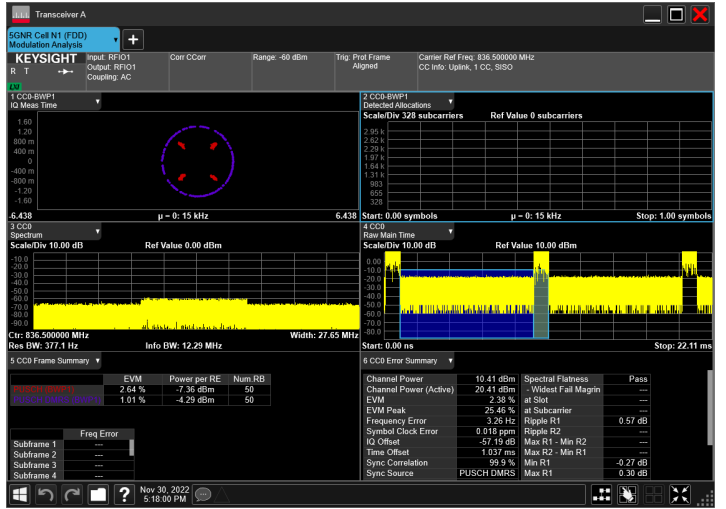 Transceiver A
5GNR Cell N1 (FDD)
Modulation Analysis
KEYSIGHT
R T
LXI
Input: RFIO1
Output: RFIO1
Coupling: AC
Corr CCorr
Range: -60 dBm
Trig: Prot Frame
Aligned
Carrier Ref Freq: 836.500000 MHz
CC Info: Uplink, 1 CC, SISO
1 CC0-BWP1
IQ Meas Time
1.60
1.20
800 m
400 m
0
-400 m
-800 m
-1.20
-1.60
-6.438
μ = 0: 15 kHz
6.438
2 CC0-BWP1
Detected Allocations
Scale/Div 328 subcarriers
Ref Value 0 subcarriers
2.95 k
2.62 k
2.29 k
1.97 k
1.64 k
1.31 k
983
655
328
Start: 0.00 symbols
μ = 0: 15 kHz
Stop: 1.00 symbols
3 CC0
Spectrum
Scale/Div 10.00 dB
Ref Value 0.00 dBm
-10.0
-20.0
-30.0
-40.0
-50.0
-60.0
-70.0
-80.0
-90.0
Ctr: 836.500000 MHz
Width: 27.65 MHz
Res BW: 377.1 Hz
Info BW: 12.29 MHz
4 CC0
Raw Main Time
Scale/Div 10.00 dB
Ref Value 10.00 dBm
0.00
-10.0
-20.0
-30.0
-40.0
-50.0
-60.0
-70.0
-80.0
Start: 0.00 ns
Stop: 22.11 ms
5 CC0 Frame Summary
EVM Power per RE Num.RB
2.64 % -7.36 dBm 50
1.01 % -4.29 dBm 50
Freq Error
Subframe 1 ---
Subframe 2 ---
Subframe 3 ---
Subframe 4 ---
6 CC0 Error Summary
Channel Power 10.41 dBm Spectral Flatness Pass
Channel Power (Active) 20.41 dBm - Widest Fail Magrin ---
EVM 2.38 % at Slot ---
EVM Peak 25.46 % at Subcarrier ---
Frequency Error 3.26 Hz Ripple R1 0.57 dB
Symbol Clock Error 0.018 ppm Ripple R2 ---
IQ Offset -57.19 dB Max R1 - Min R2 ---
Time Offset 1.037 ms Max R2 - Min R1 ---
Sync Correlation 99.9 % Min R1 -0.27 dB
Sync Source PUSCH DMRS Max R1 0.30 dB
?
Nov 30, 2022
5:18:00 PM